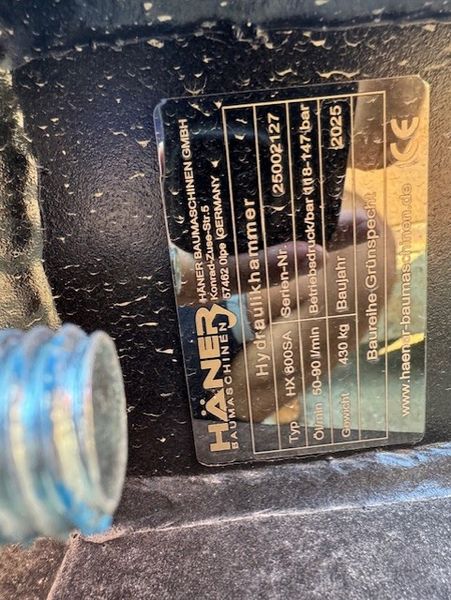 HÄNER
BAUMASCHINEN
HÄNER BAUMASCHINEN GMBH
Konrad-Zuse-Str.5
57462 Olpe |GERMANY
Hydraulikhammer
Typ HX 600SA Serien-Nr. 25002127
Öl/min 50-90 l/min Betriebsdruck/bar 118-147 bar
Gewicht 430 kg Baujahr 2025
Baureihe Grünspecht
www.haener-baumaschinen.de CE